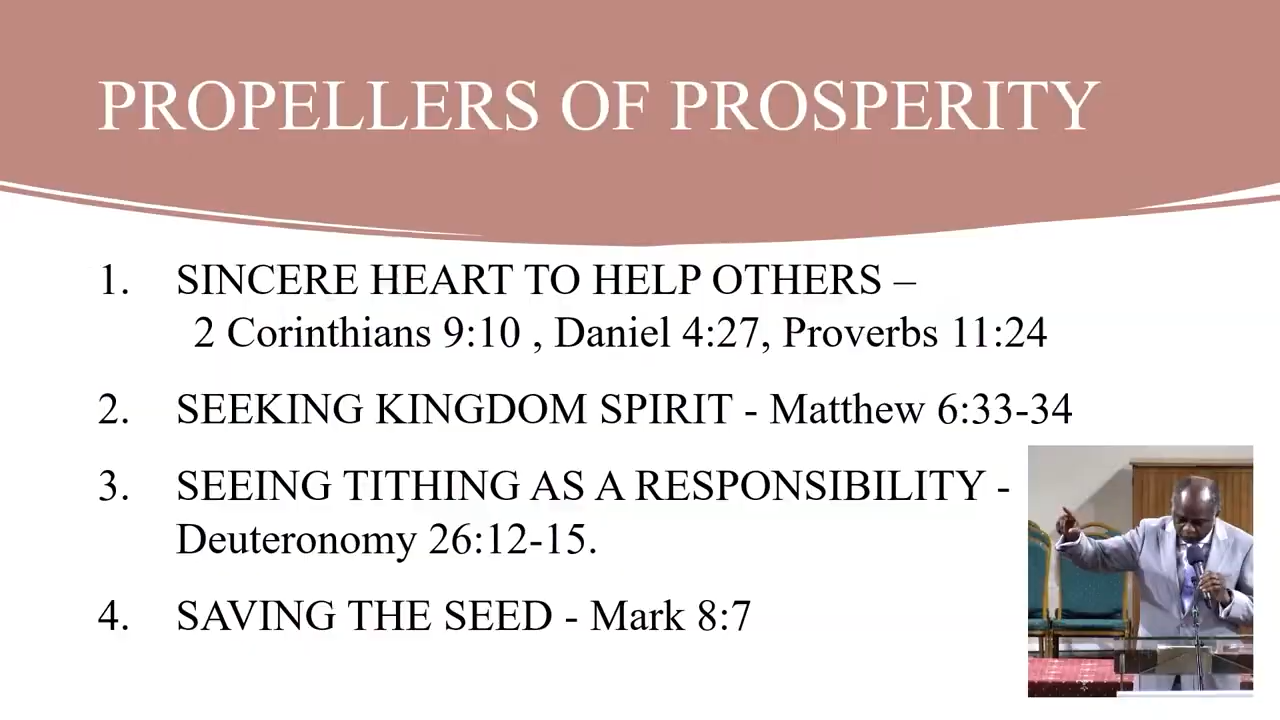 PROPELLERS OF PROSPERITY
1. SINCERE HEART TO HELP OTHERS –
2 Corinthians 9:10 , Daniel 4:27, Proverbs 11:24
2. SEEKING KINGDOM SPIRIT - Matthew 6:33-34
3. SEEING TITHING AS A RESPONSIBILITY -
Deuteronomy 26:12-15.
4. SAVING THE SEED - Mark 8:7